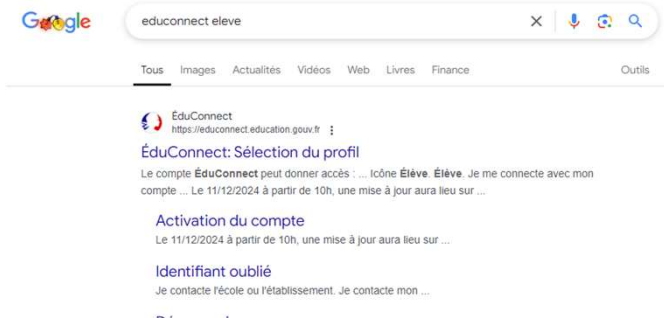 Google
educonnect eleve
Tous Images Actualités Vidéos Web Livres Finance Outils
ÉduConnect
https://educonnect.education.gouv.fr
ÉduConnect: Sélection du profil
Le compte ÉduConnect peut donner accès : ... Icône Élève. Élève. Je me connecte avec mon
compte ... Le 11/12/2024 à partir de 10h, une mise à jour aura lieu sur ...
Activation du compte
Le 11/12/2024 à partir de 10h, une mise à jour aura lieu sur ...
Identifiant oublié
Je contacte l'école ou l'établissement. Je contacte mon ...